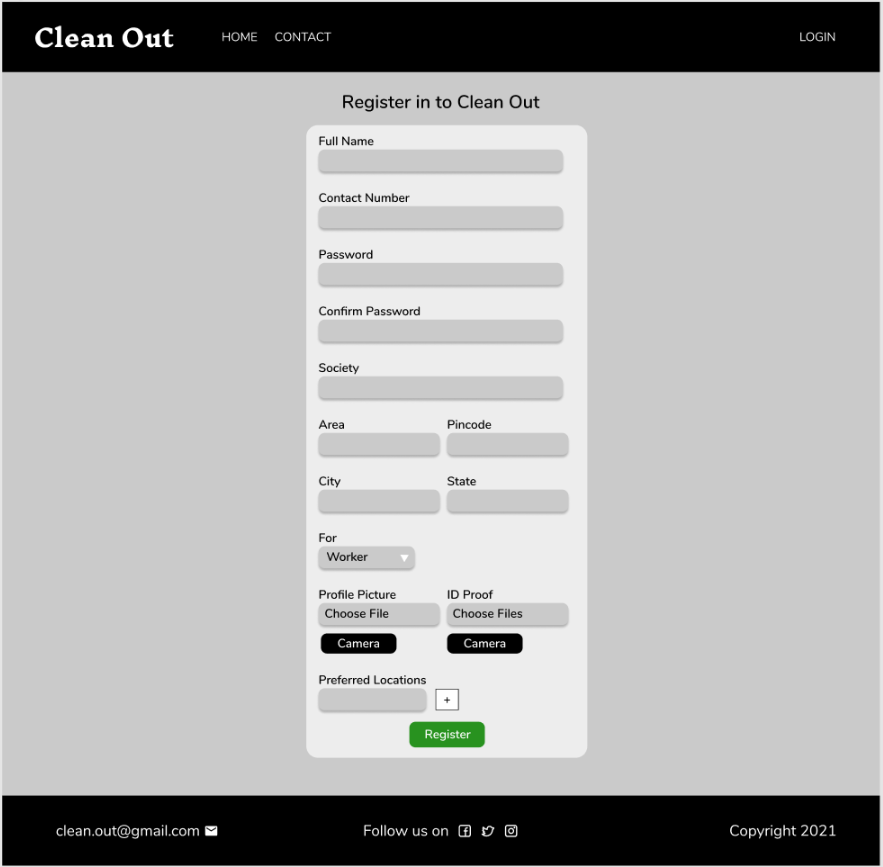 Clean Out HOME CONTACT LOGIN
Register in to Clean Out
Full Name
Contact Number
Password
Confirm Password
Society
Area Pincode
City State
For
Worker
Profile Picture ID Proof
Choose File Choose Files
Camera Camera
Preferred Locations
+
Register
clean.out@gmail.com Follow us on Copyright 2021